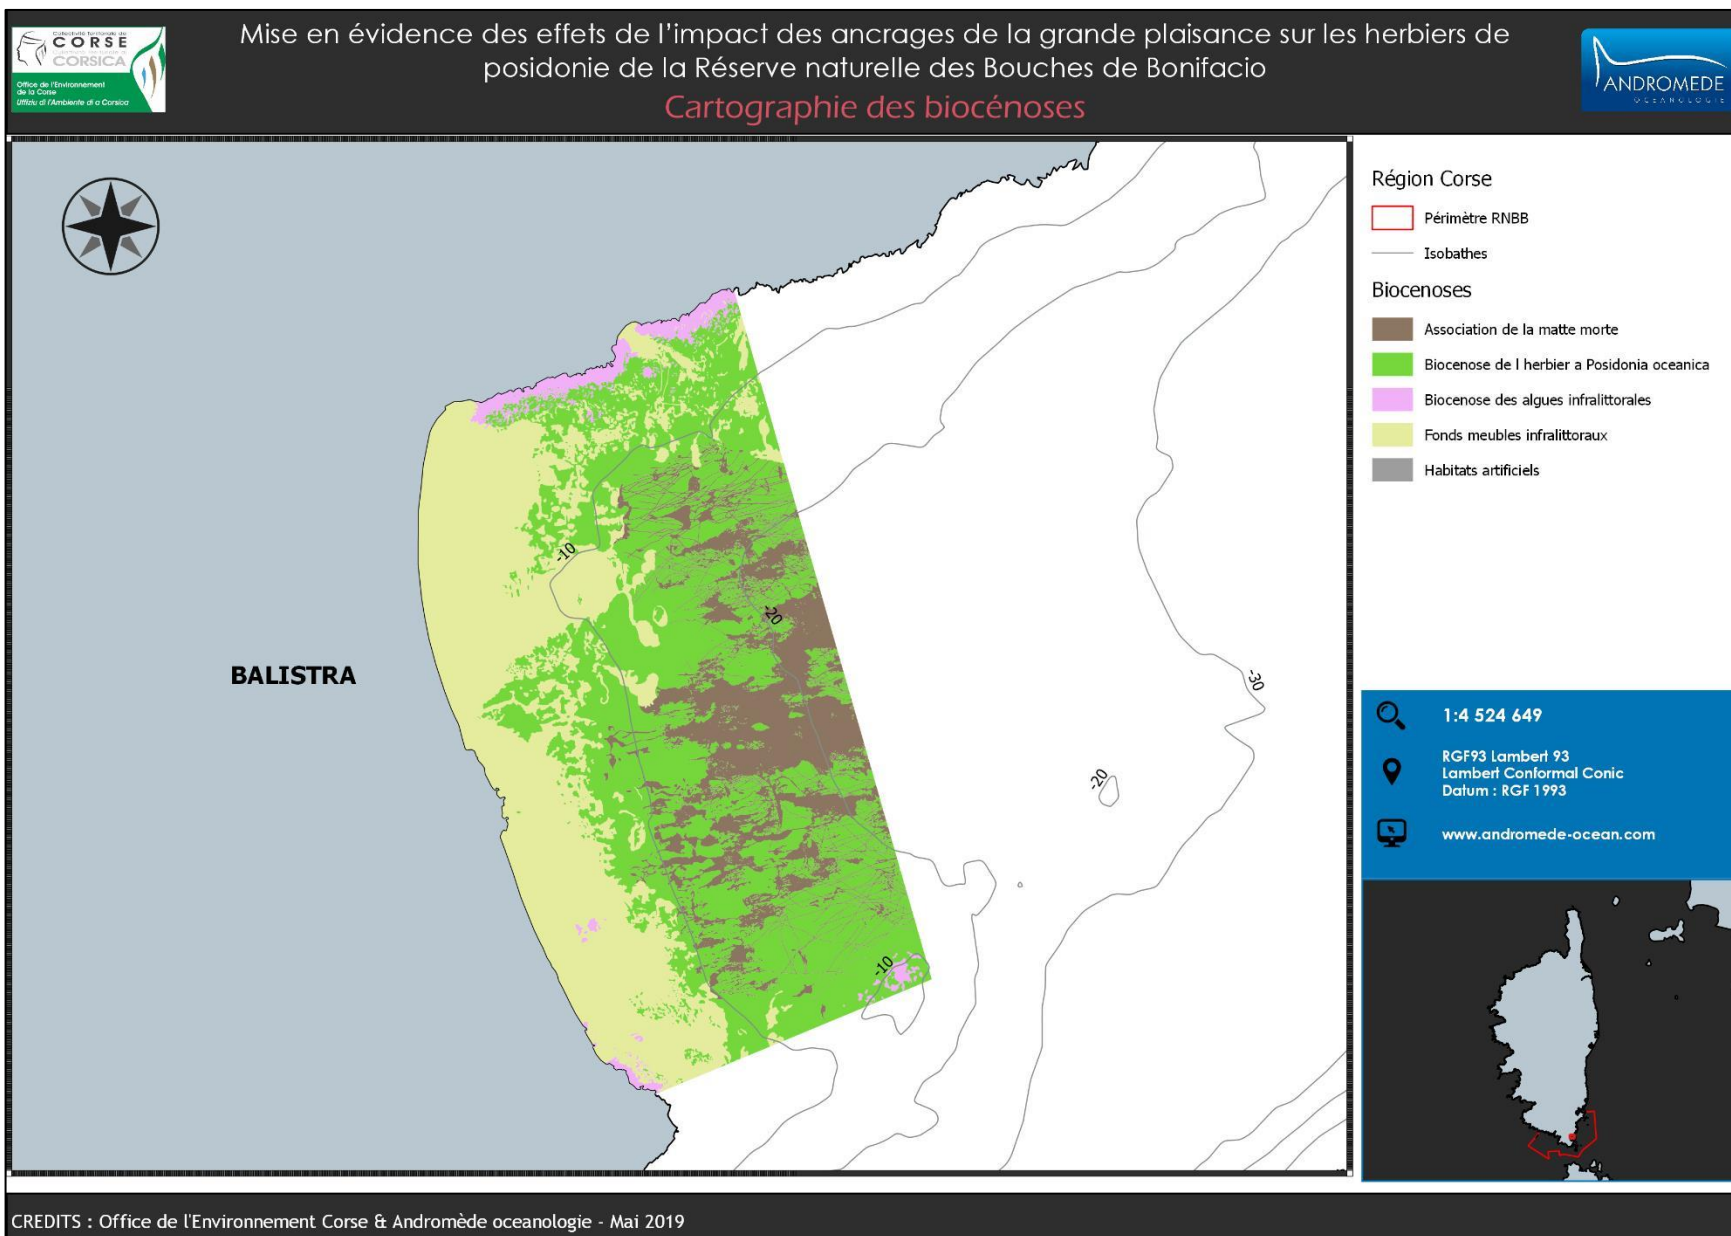 Collectivité Territoriale de
CORSE
CORSICA
Office de l'Environnement
de la Corse
Uffiziu di l'Ambiente di a Corsica
Mise en évidence des effets de l'impact des ancrages de la grande plaisance sur les herbiers de
posidonie de la Réserve naturelle des Bouches de Bonifacio
Cartographie des biocénoses
ANDROMEDE
OCEANOLOGIE
BALISTRA
-10
-20
-30
-20
-10
Région Corse
Périmètre RNBB
Isobathes
Biocenoses
Association de la matte morte
Biocenose de l herbier a Posidonia oceanica
Biocenose des algues infralittorales
Fonds meubles infralittoraux
Habitats artificiels
1:4 524 649
RGF93 Lambert 93
Lambert Conformal Conic
Datum : RGF 1993
www.andromede-ocean.com
CREDITS : Office de l'Environnement Corse & Andromède oceanologie - Mai 2019